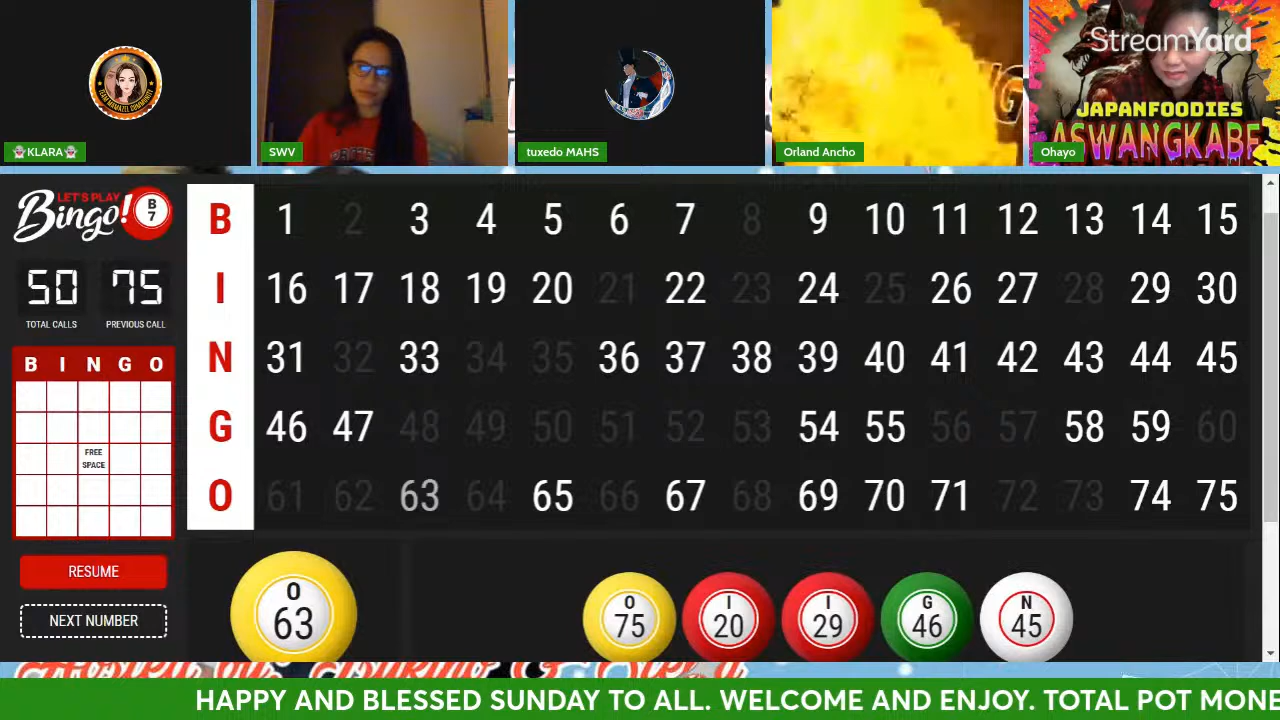 StreamYard
TEAM MAMAZEL COMMUNITY
JAPANFOODIES
ASWANGKABE
👻KLARA👻
SWV
tuxedo MAHS
Orland Ancho
Ohayo
LET'S PLAY
Bingo!
B
7
50 75
TOTAL CALLS PREVIOUS CALL
B I N G O
FREE
SPACE
RESUME
NEXT NUMBER
B 1 2 3 4 5 6 7 8 9 10 11 12 13 14 15
I 16 17 18 19 20 21 22 23 24 25 26 27 28 29 30
N 31 32 33 34 35 36 37 38 39 40 41 42 43 44 45
G 46 47 48 49 50 51 52 53 54 55 56 57 58 59 60
O 61 62 63 64 65 66 67 68 69 70 71 72 73 74 75
O
63
O
75
I
20
I
29
G
46
N
45
HAPPY AND BLESSED SUNDAY TO ALL. WELCOME AND ENJOY. TOTAL POT MONE